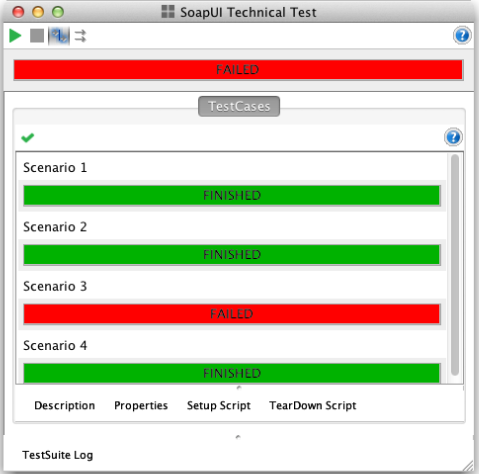 SoapUI Technical Test
FAILED
TestCases
Scenario 1
FINISHED
Scenario 2
FINISHED
Scenario 3
FAILED
Scenario 4
FINISHED
Description Properties Setup Script TearDown Script
TestSuite Log